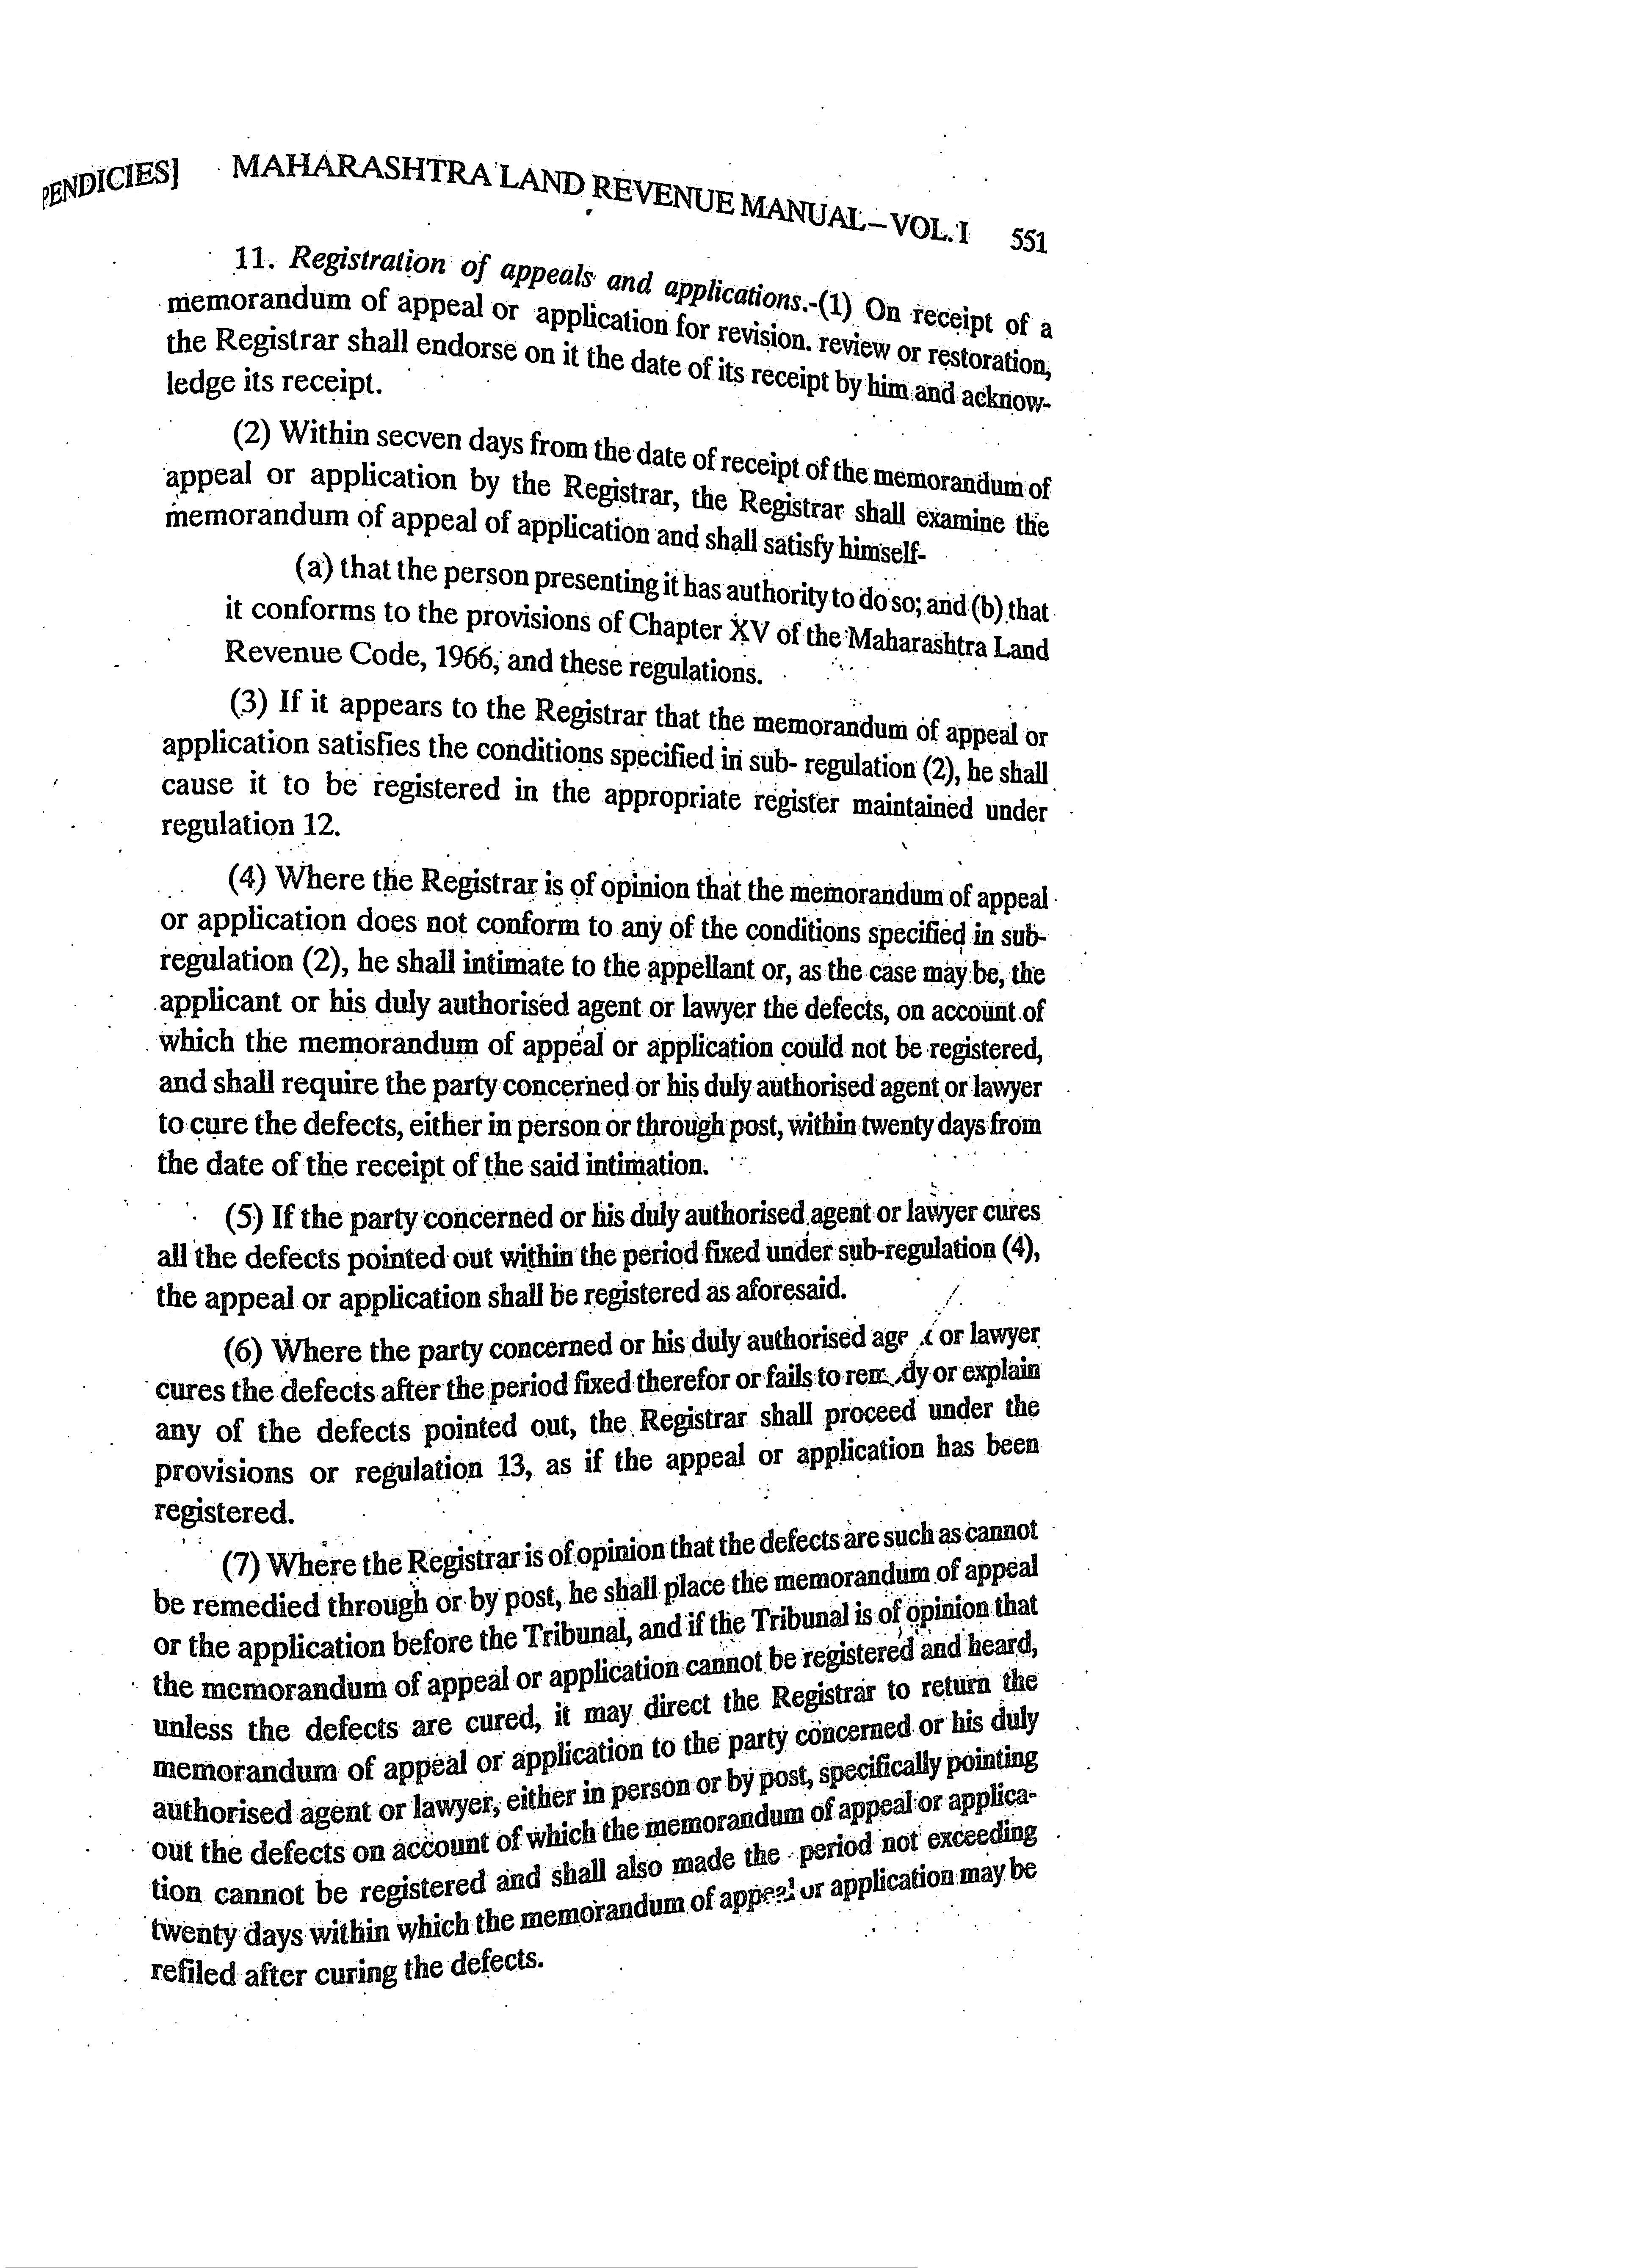 PENDICIES] MAHARASHTRA LAND REVENUE MANUAL–VOL. I 551
11. Registration of appeals and applications.-(1) On receipt of a
memorandum of appeal or application for revision. review or restoration,
the Registrar shall endorse on it the date of its receipt by him and acknow-
ledge its receipt.
(2) Within secven days from the date of receipt of the memorandum of
appeal or application by the Registrar, the Registrar shall examine the
memorandum of appeal of application and shall satisfy himself-
(a) that the person presenting it has authority to do so; and (b) that
it conforms to the provisions of Chapter XV of the Maharashtra Land
Revenue Code, 1966, and these regulations.
(3) If it appears to the Registrar that the memorandum of appeal or
application satisfies the conditions specified in sub- regulation (2), he shall
cause it to be registered in the appropriate register maintained under
regulation 12.
(4) Where the Registrar is of opinion that the memorandum of appeal
or application does not conform to any of the conditions specified in sub-
regulation (2), he shall intimate to the appellant or, as the case may be, the
applicant or his duly authorised agent or lawyer the defects, on account of
which the memorandum of appeal or application could not be registered,
and shall require the party concerned or his duly authorised agent or lawyer
to cure the defects, either in person or through post, within twenty days from
the date of the receipt of the said intimation.
(5) If the party concerned or his duly authorised agent or lawyer cures
all the defects pointed out within the period fixed under sub-regulation (4),
the appeal or application shall be registered as aforesaid.
(6) Where the party concerned or his duly authorised agent or lawyer
cures the defects after the period fixed therefor or fails to remedy or explain
any of the defects pointed out, the Registrar shall proceed under the
provisions or regulation 13, as if the appeal or application has been
registered.
(7) Where the Registrar is of opinion that the defects are such as cannot
be remedied through or by post, he shall place the memorandum of appeal
or the application before the Tribunal, and if the Tribunal is of opinion that
the memorandum of appeal or application cannot be registered and heard,
unless the defects are cured, it may direct the Registrar to return the
memorandum of appeal or application to the party concerned or his duly
authorised agent or lawyer, either in person or by post, specifically pointing
out the defects on account of which the memorandum of appeal or applica-
tion cannot be registered and shall also made the period not exceeding
twenty days within which the memorandum of appeal or application may be
refiled after curing the defects.